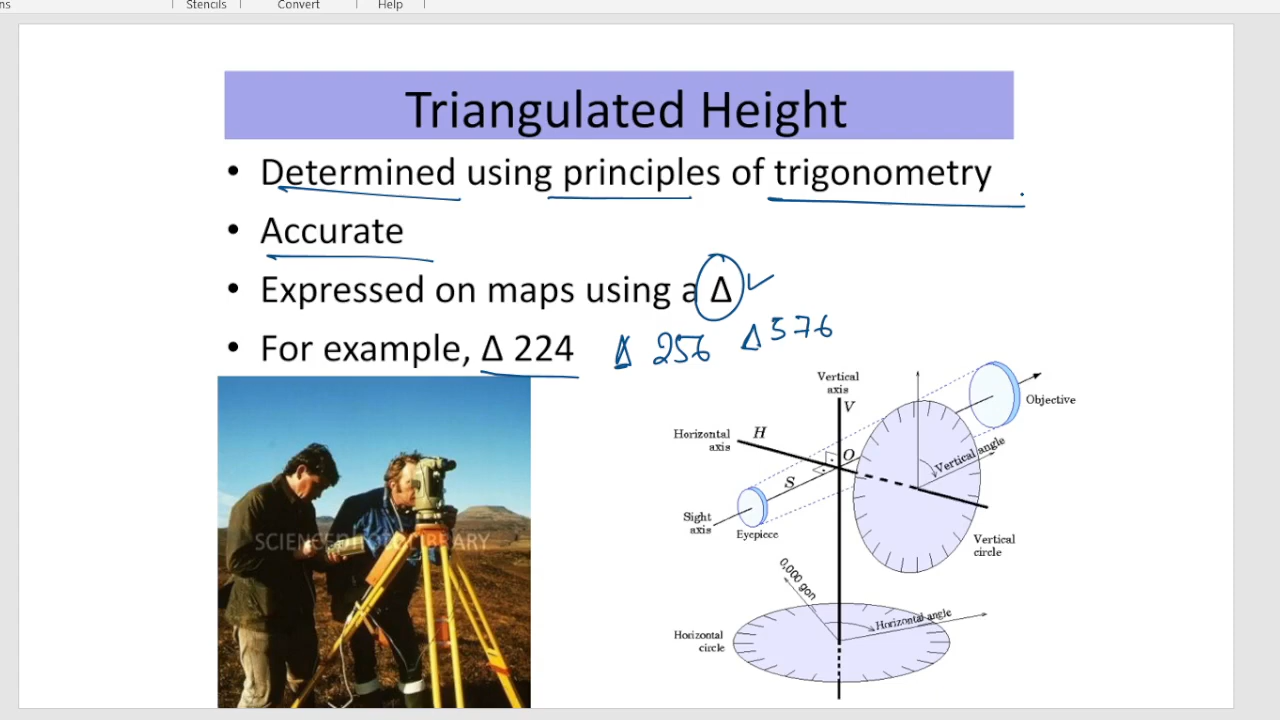 ns Stencils Convert Help
Triangulated Height
• Determined using principles of trigonometry
• Accurate
• Expressed on maps using a Δ
• For example, Δ 224 Δ 256 Δ 576
SCIENCEPHOTOLIBRARY
Vertical
axis
V
Objective
Horizontal
axis
H
O
Vertical angle
S
Sight
axis
Eyepiece
Vertical
circle
0,000 gon
Horizontal angle
Horizontal
circle